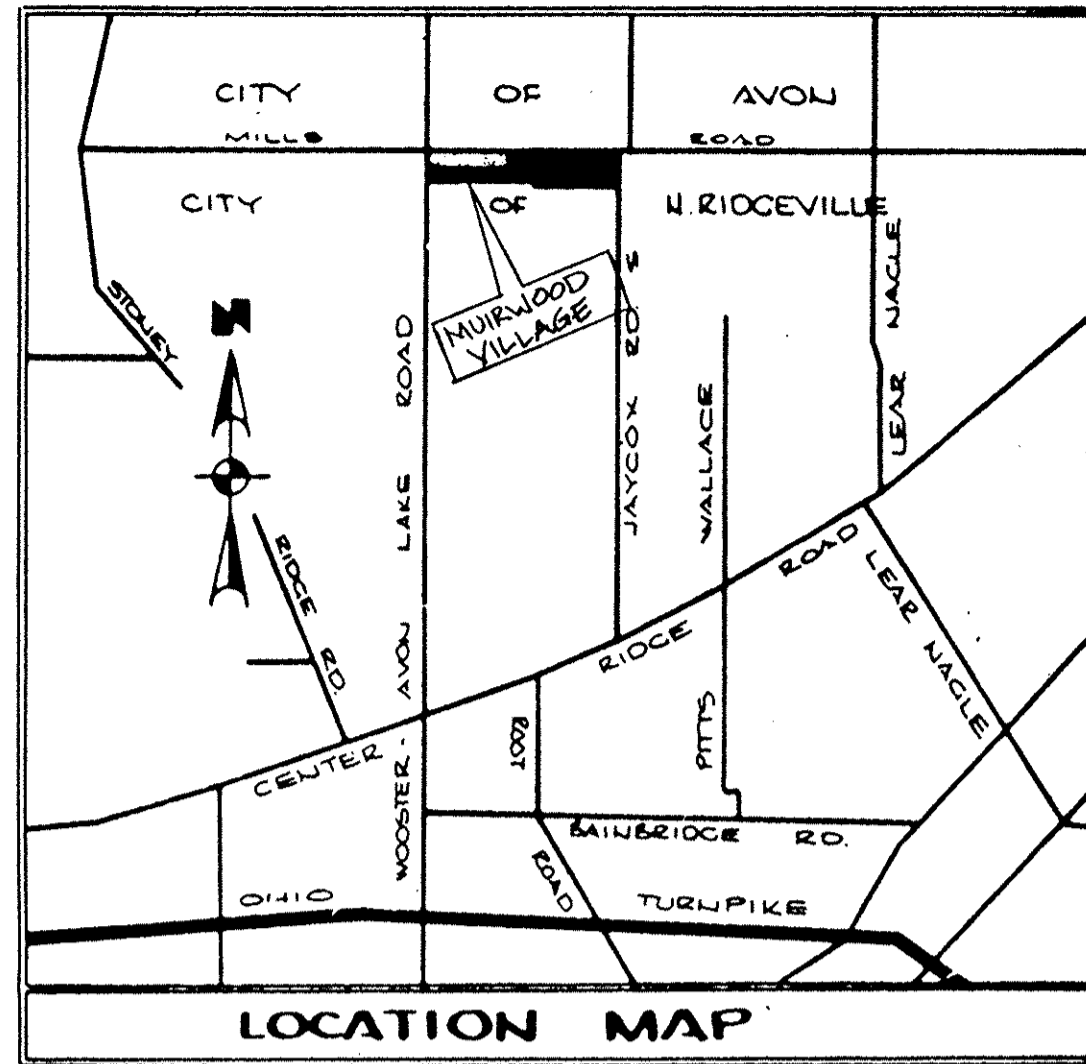 CITY OF AVON
MILLS ROAD
CITY OF N. RIDGEVILLE
MUIRWOOD
VILLAGE
STONEY
RIDGE
RD.
N
WOOSTER - AVON LAKE ROAD
JAYCOX RD S
WALLACE
LEAR NAGLE
LEAR NAGLE
CENTER RIDGE ROAD
ROOT
ROAD
PITTS
BAINBRIDGE RD.
OHIO TURNPIKE
LOCATION MAP